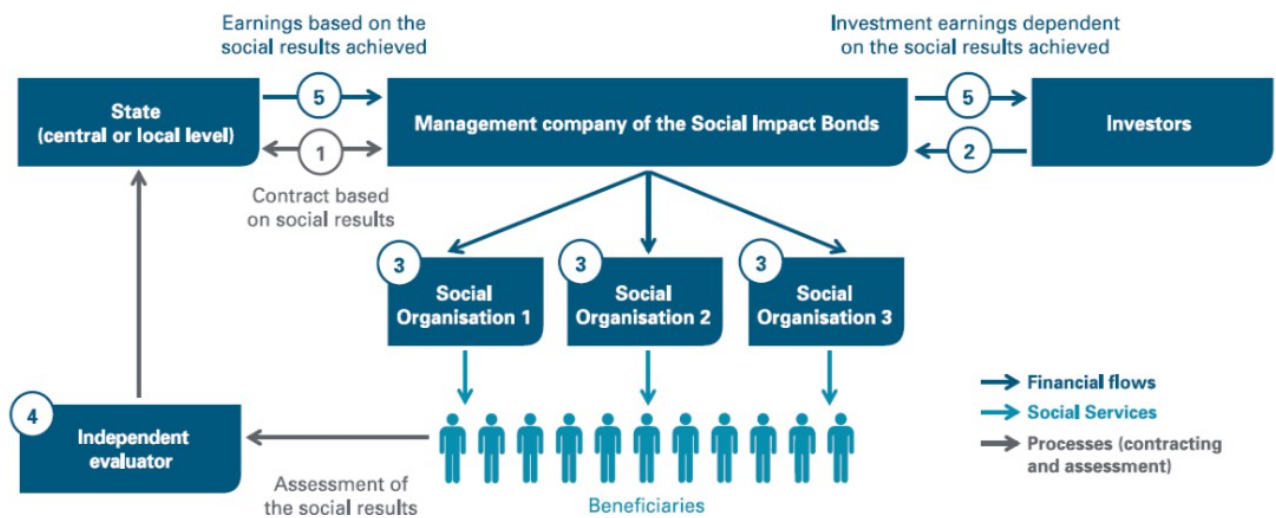 Earnings based on the
social results achieved
Investment earnings dependent
on the social results achieved
State
(central or local level)
5
1
Contract based
on social results
Management company of the Social Impact Bonds
5
2
Investors
3
Social
Organisation 1
3
Social
Organisation 2
3
Social
Organisation 3
4
Independent
evaluator
Assessment of
the social results
Beneficiaries
Financial flows
Social Services
Processes (contracting
and assessment)